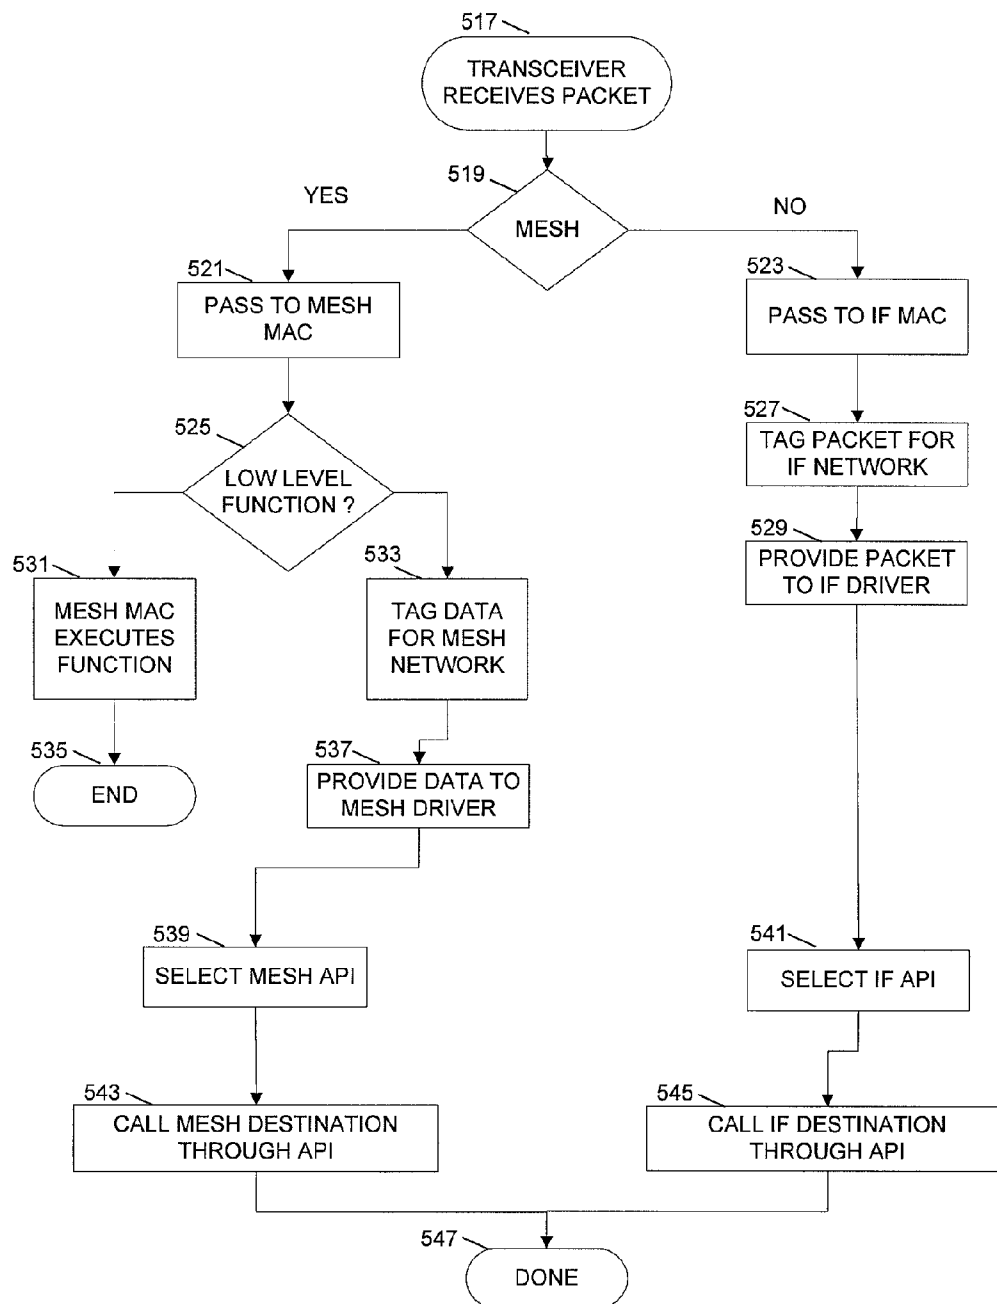 517
TRANSCEIVER
RECEIVES PACKET
519
YES
MESH
NO
521
PASS TO MESH
MAC
523
PASS TO IF MAC
525
LOW LEVEL
FUNCTION ?
527
TAG PACKET FOR
IF NETWORK
529
PROVIDE PACKET
TO IF DRIVER
531
MESH MAC
EXECUTES
FUNCTION
533
TAG DATA
FOR MESH
NETWORK
535
END
537
PROVIDE DATA TO
MESH DRIVER
539
SELECT MESH API
541
SELECT IF API
543
CALL MESH DESTINATION
THROUGH API
545
CALL IF DESTINATION
THROUGH API
547
DONE